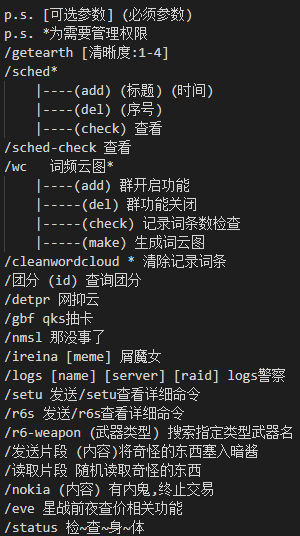 p.s. [可选参数] (必须参数)
p.s. *为需要管理权限
/getearth [清晰度:1-4]
/sched*
|----(add) (标题) (时间)
|----(del) (序号)
|----(check) 查看
/sched-check 查看
/wc 词频云图*
|----(add) 群开启功能
|-----(del) 群功能关闭
|-----(check) 记录词条数检查
|-----(make) 生成词云图
/cleanwordcloud * 清除记录词条
/团分 (id) 查询团分
/detpr 网抑云
/gbf qks抽卡
/nmsl 那没事了
/ireina [meme] 屑魔女
/logs [name] [server] [raid] logs警察
/setu 发送/setu查看详细命令
/r6s 发送/r6s查看详细命令
/r6-weapon (武器类型) 搜索指定类型武器名
/发送片段 (内容)将奇怪的东西塞入暗酱
/读取片段 随机读取奇怪的东西
/nokia (内容) 有内鬼,终止交易
/eve 星战前夜查价相关功能
/status 检~查~身~体